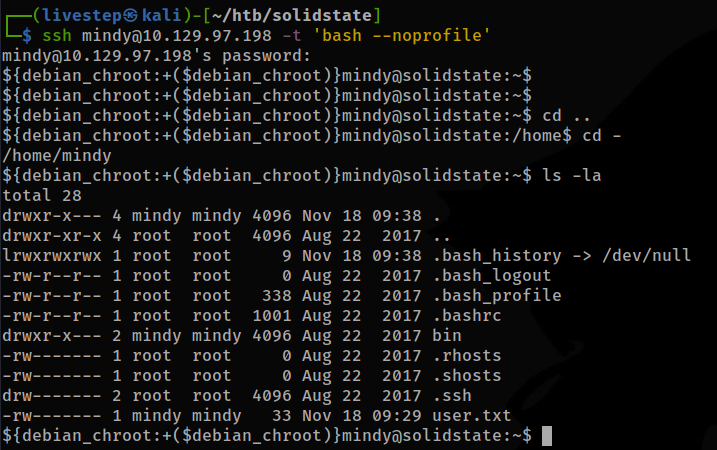 ┌──(livestep㉿kali)-[~/htb/solidstate]
└─$ ssh mindy@10.129.97.198 -t 'bash --noprofile'
mindy@10.129.97.198's password:
${debian_chroot:+($debian_chroot)}mindy@solidstate:~$
${debian_chroot:+($debian_chroot)}mindy@solidstate:~$
${debian_chroot:+($debian_chroot)}mindy@solidstate:~$ cd ..
${debian_chroot:+($debian_chroot)}mindy@solidstate:/home$ cd -
/home/mindy
${debian_chroot:+($debian_chroot)}mindy@solidstate:~$ ls -la
total 28
drwxr-x--- 4 mindy mindy 4096 Nov 18 09:38 .
drwxr-xr-x 4 root  root  4096 Aug 22  2017 ..
lrwxrwxrwx 1 root  root     9 Nov 18 09:38 .bash_history -> /dev/null
-rw-r--r-- 1 root  root     0 Aug 22  2017 .bash_logout
-rw-r--r-- 1 root  root   338 Aug 22  2017 .bash_profile
-rw-r--r-- 1 root  root  1001 Aug 22  2017 .bashrc
drwxr-x--- 2 mindy mindy 4096 Aug 22  2017 bin
-rw------- 1 root  root     0 Aug 22  2017 .rhosts
-rw------- 1 root  root     0 Aug 22  2017 .shosts
drw------- 2 root  root  4096 Aug 22  2017 .ssh
-rw------- 1 mindy mindy   33 Nov 18 09:29 user.txt
${debian_chroot:+($debian_chroot)}mindy@solidstate:~$